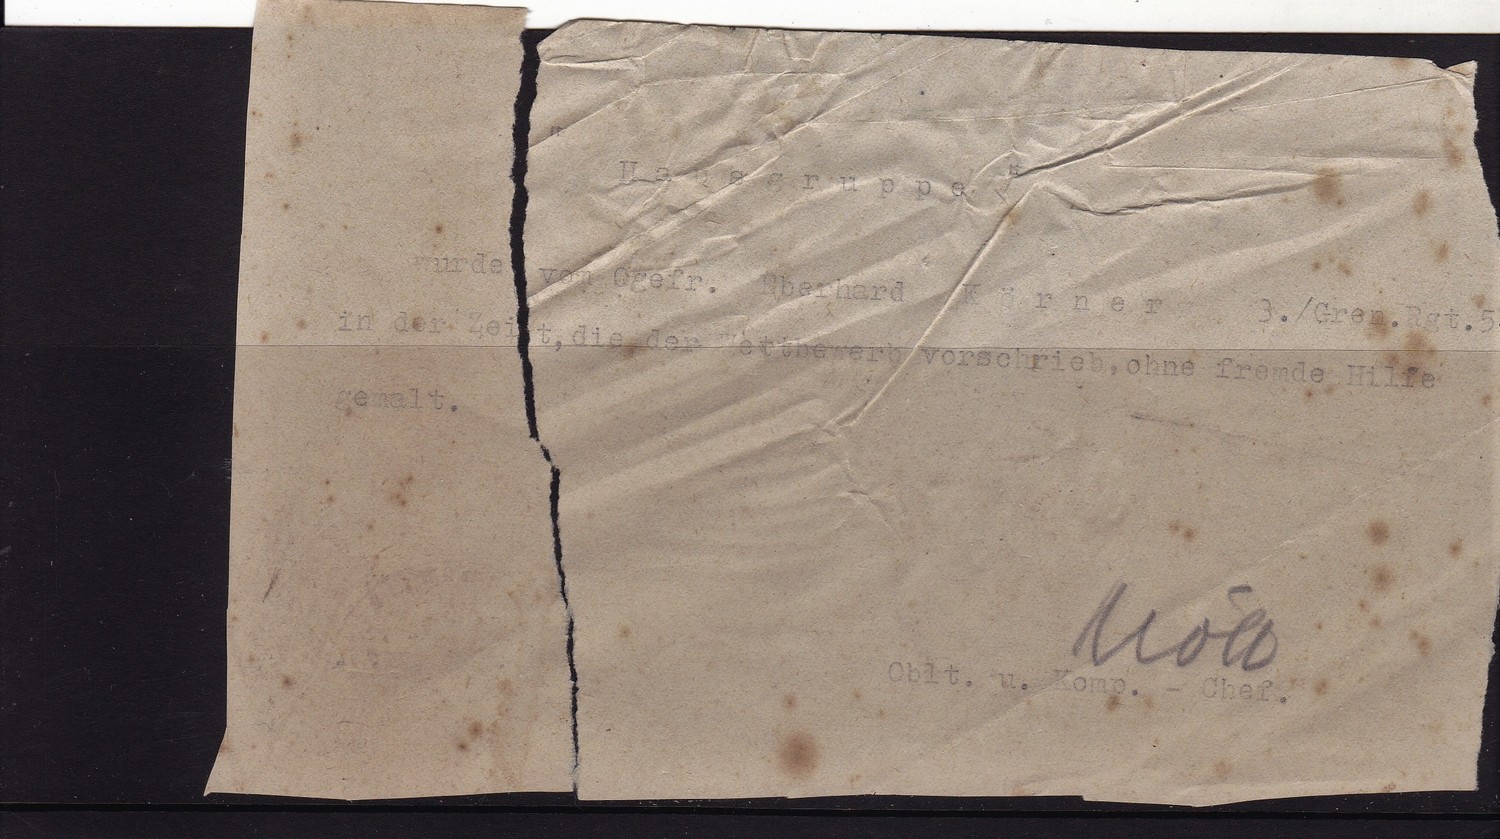 " Hausgruppe "
wurde von Ogefr. Eberhard Körner 3./Gren.Rgt.5
in der Zeit,die der Wettbewerb vorschrieb,ohne fremde Hilfe
gemalt.
Oblt. u. Komp. - Chef.